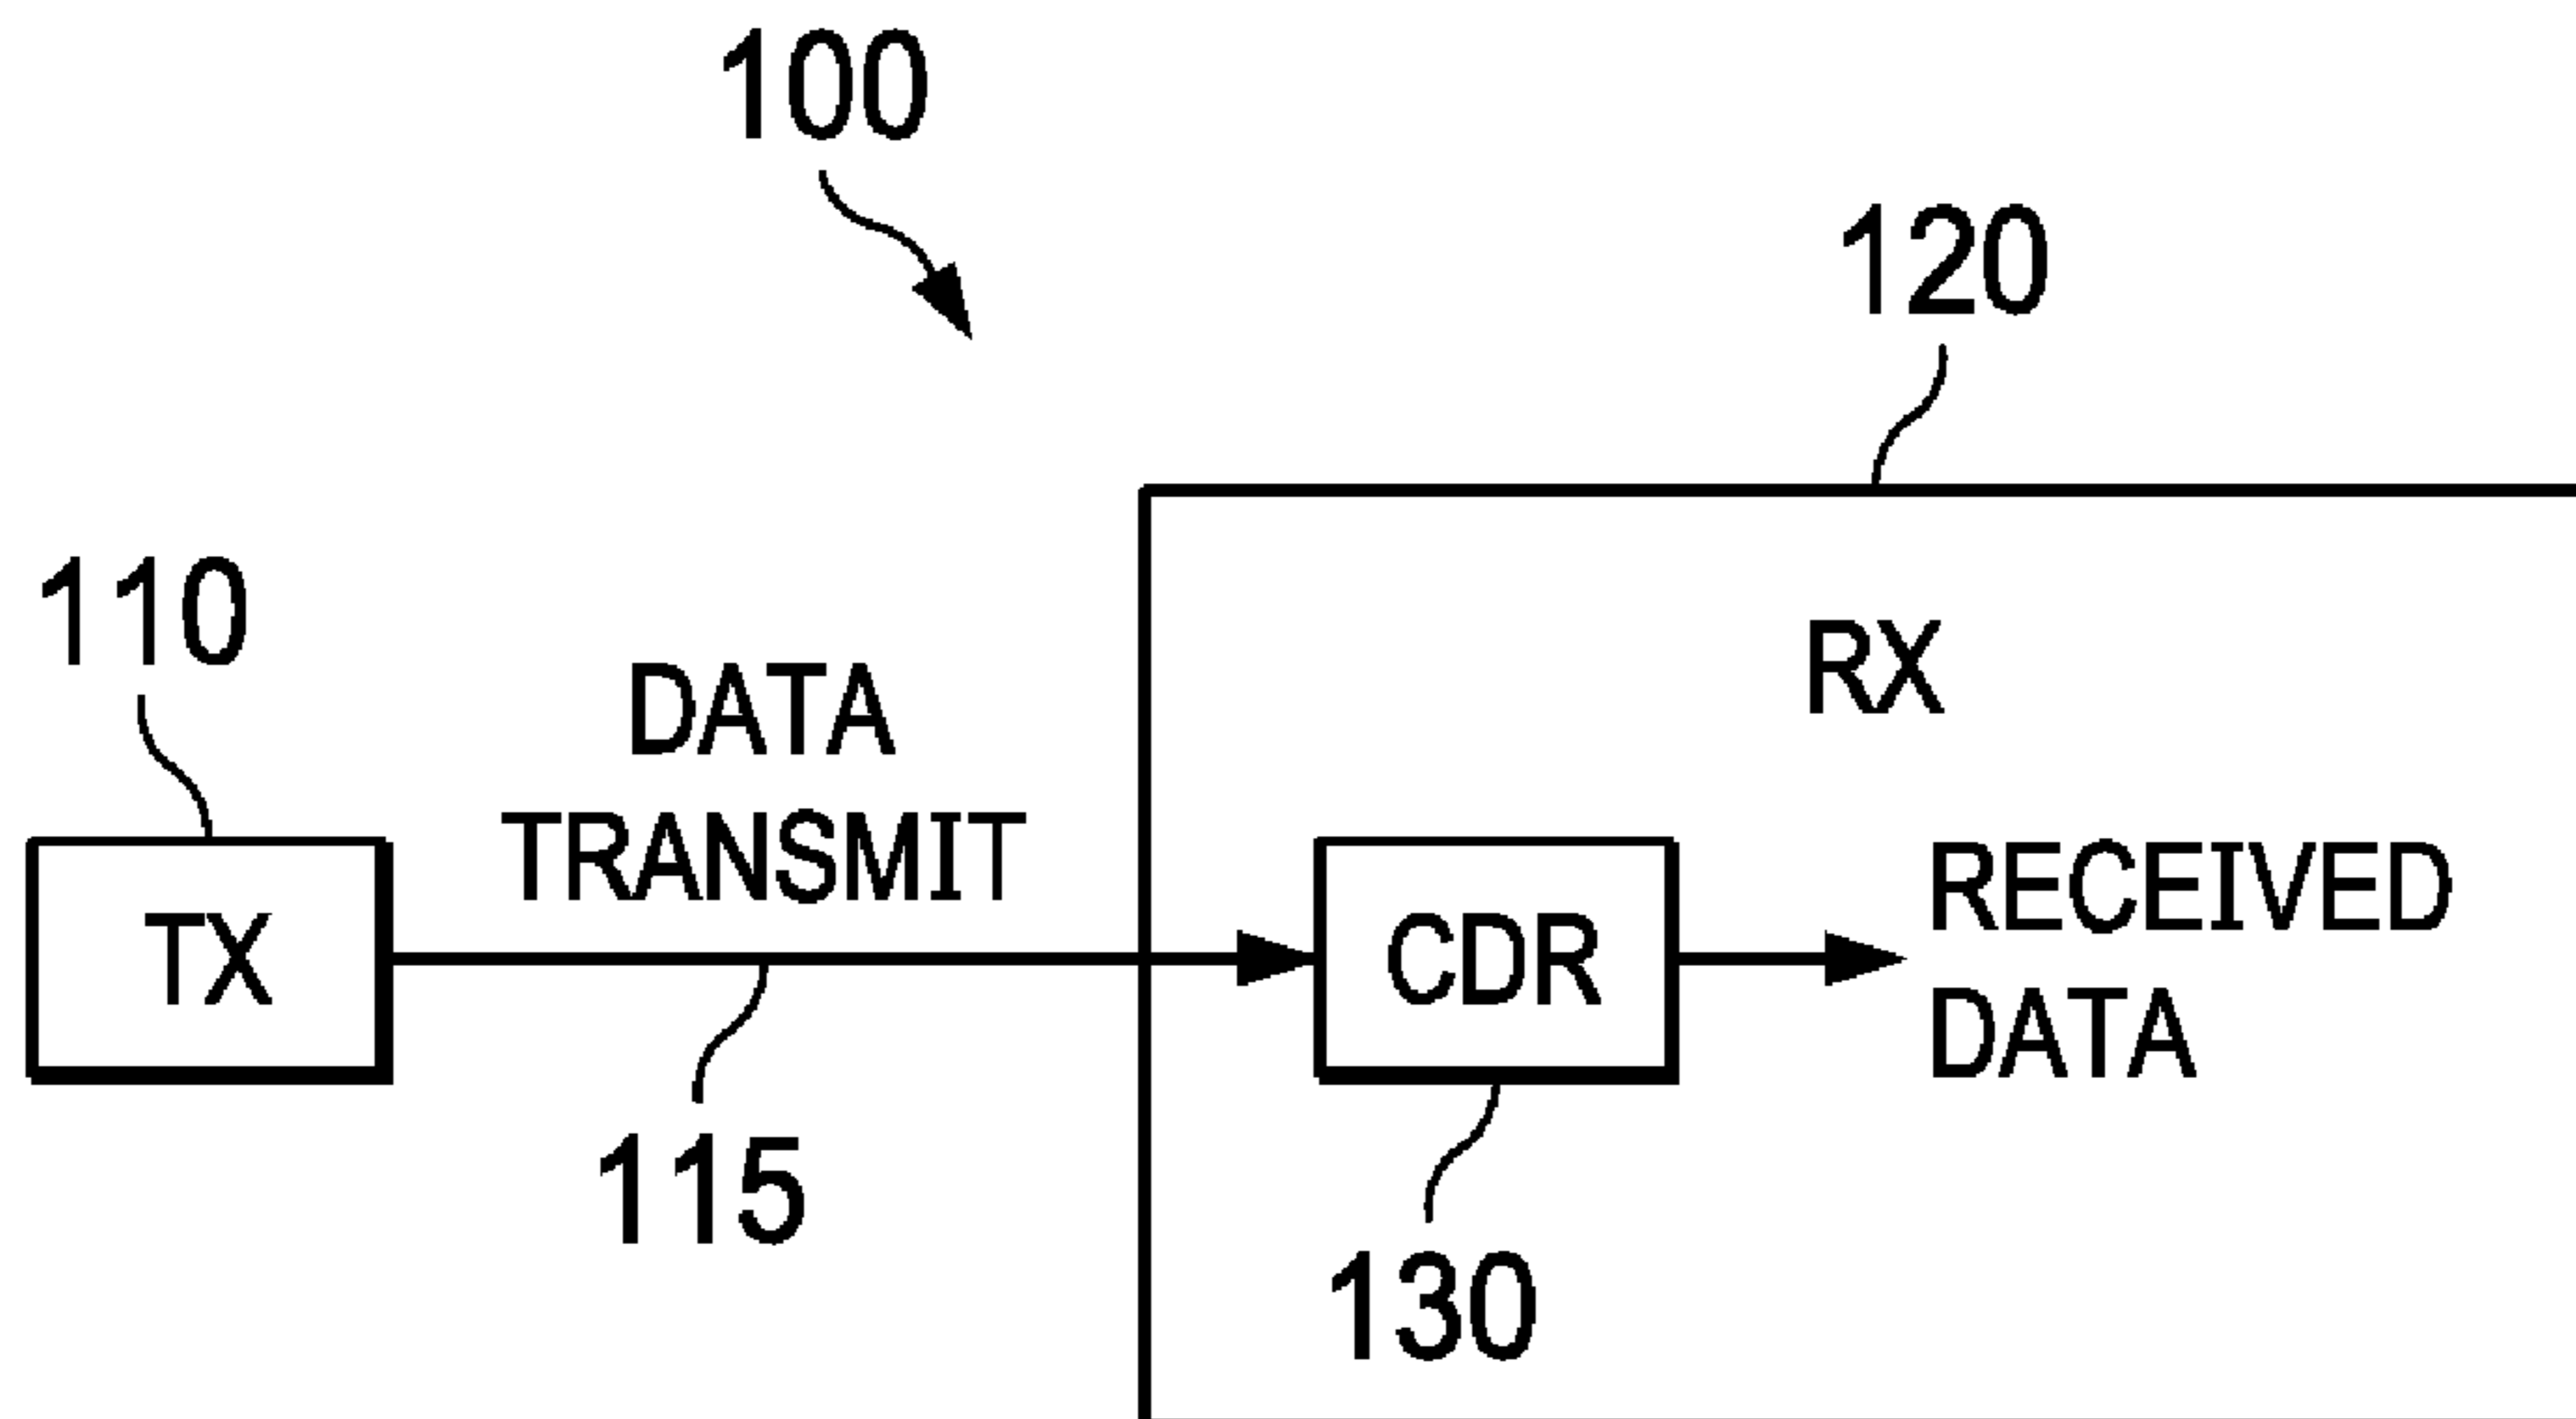 100
120
110
DATA
TRANSMIT
RX
TX
CDR
RECEIVED
DATA
115
130